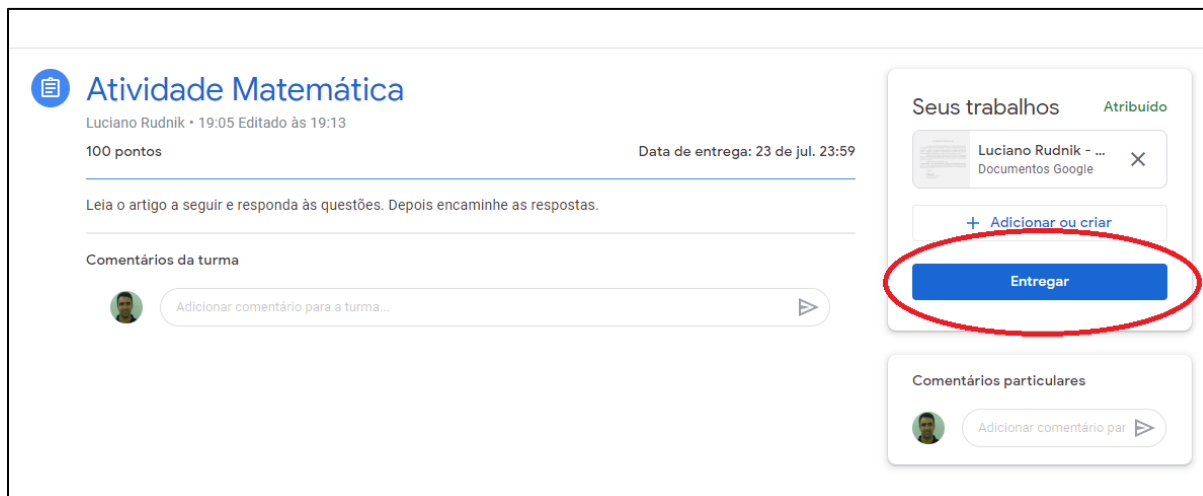 Atividade Matemática
Luciano Rudnik • 19:05 Editado às 19:13
100 pontos
Data de entrega: 23 de jul. 23:59
Leia o artigo a seguir e responda às questões. Depois encaminhe as respostas.
Comentários da turma
Adicionar comentário para a turma...
Seus trabalhos
Atribuído
Luciano Rudnik - ...
Documentos Google
+ Adicionar ou criar
Entregar
Comentários particulares
Adicionar comentário par